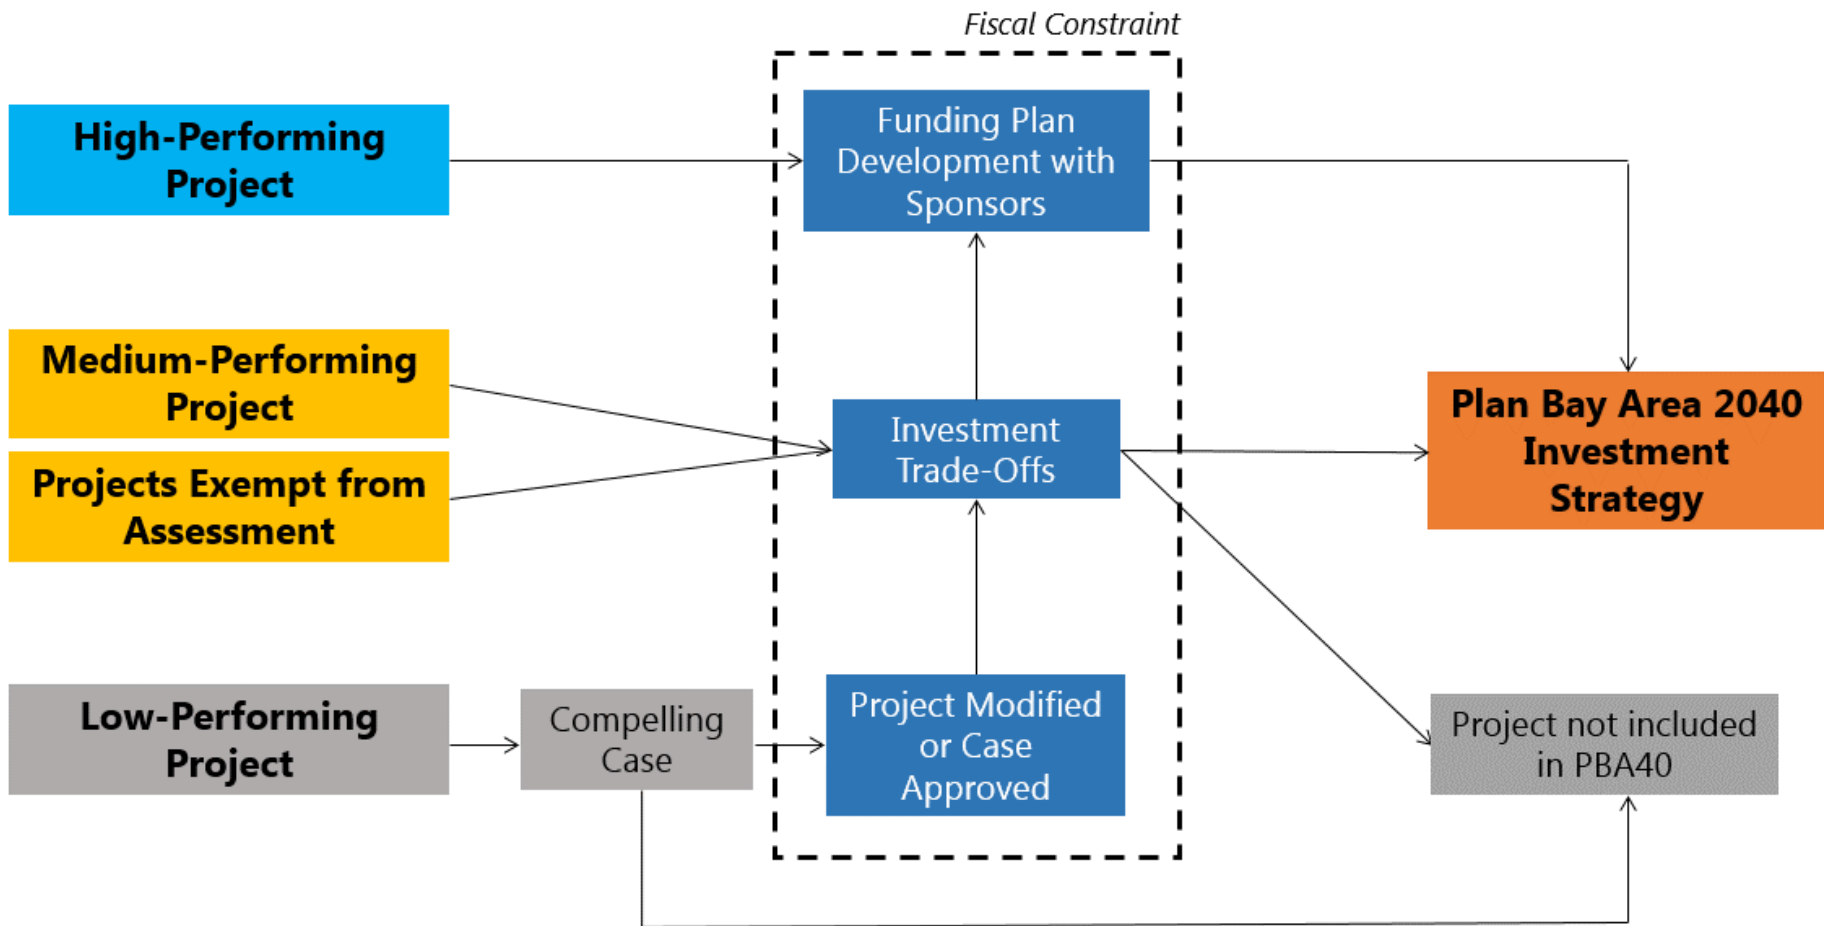 Fiscal Constraint
High-Performing
Project
Funding Plan
Development with
Sponsors
Medium-Performing
Project
Projects Exempt from
Assessment
Investment
Trade-Offs
Plan Bay Area 2040
Investment
Strategy
Low-Performing
Project
Compelling
Case
Project Modified
or Case
Approved
Project not included
in PBA40